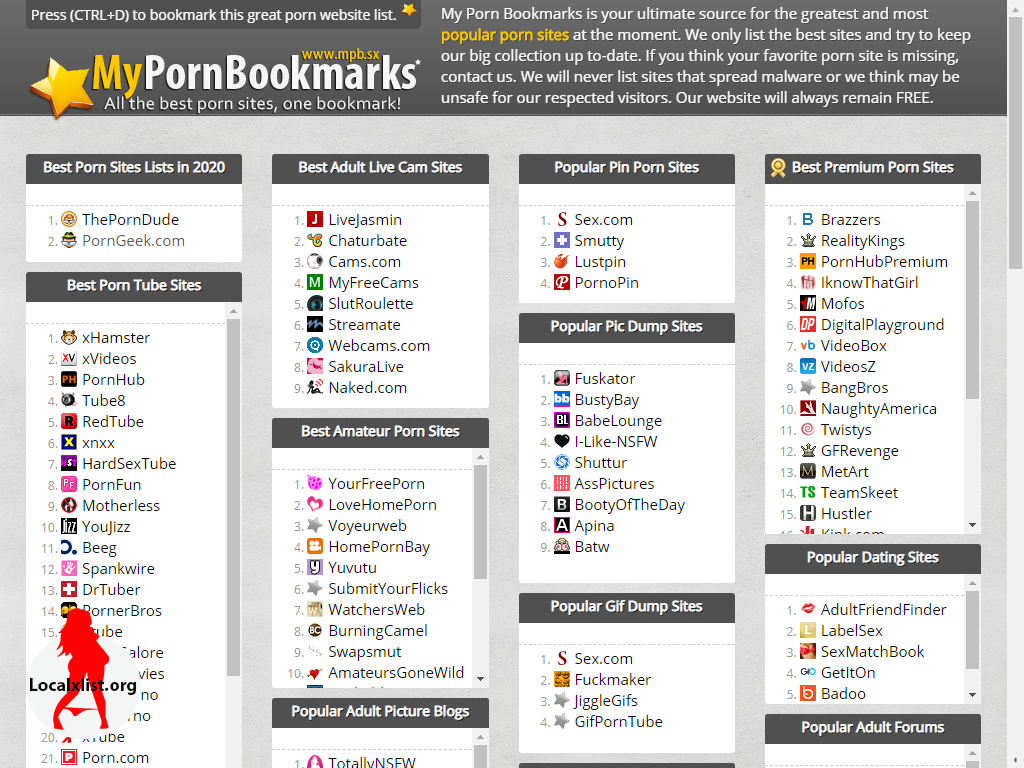 Press (CTRL+D) to bookmark this great porn website list.
www.mpb.sx
MyPornBookmarks*
All the best porn sites, one bookmark!
My Porn Bookmarks is your ultimate source for the greatest and most
popular porn sites at the moment. We only list the best sites and try to keep
our big collection up to-date. If you think your favorite porn site is missing,
contact us. We will never list sites that spread malware or we think may be
unsafe for our respected visitors. Our website will always remain FREE.
Best Porn Sites Lists in 2020
1. ThePornDude
2. PornGeek.com
Best Porn Tube Sites
1. xHamster
2. xVideos
3. PornHub
4. Tube8
5. RedTube
6. xnxx
7. HardSexTube
8. PornFun
9. Motherless
10. YouJizz
11. Beeg
12. Spankwire
13. DrTuber
14. PornerBros
15.
Localxlist.org
20. xTube
21. Porn.com
Best Adult Live Cam Sites
1. LiveJasmin
2. Chaturbate
3. Cams.com
4. MyFreeCams
5. SlutRoulette
6. Streamate
7. Webcams.com
8. SakuraLive
9. Naked.com
Best Amateur Porn Sites
1. YourFreePorn
2. LoveHomePorn
3. Voyeurweb
4. HomePornBay
5. Yuvutu
6. SubmitYourFlicks
7. WatchersWeb
8. BurningCamel
9. Swapsmut
10. AmateursGoneWild
Popular Adult Picture Blogs
1. TotallyNSFW
Popular Pin Porn Sites
1. Sex.com
2. Smutty
3. Lustpin
4. PornoPin
Popular Pic Dump Sites
1. Fuskator
2. BustyBay
3. BabeLounge
4. I-Like-NSFW
5. Shuttur
6. AssPictures
7. BootyOfTheDay
8. Apina
9. Batw
Popular Gif Dump Sites
1. Sex.com
2. Fuckmaker
3. JiggleGifs
4. GifPornTube
Best Premium Porn Sites
1. Brazzers
2. RealityKings
3. PornHubPremium
4. IknowThatGirl
5. Mofos
6. DigitalPlayground
7. VideoBox
8. VideosZ
9. BangBros
10. NaughtyAmerica
11. Twistys
12. GFRevenge
13. MetArt
14. TeamSkeet
15. Hustler
16. Kink.com
Popular Dating Sites
1. AdultFriendFinder
2. LabelSex
3. SexMatchBook
4. GetItOn
5. Badoo
Popular Adult Forums